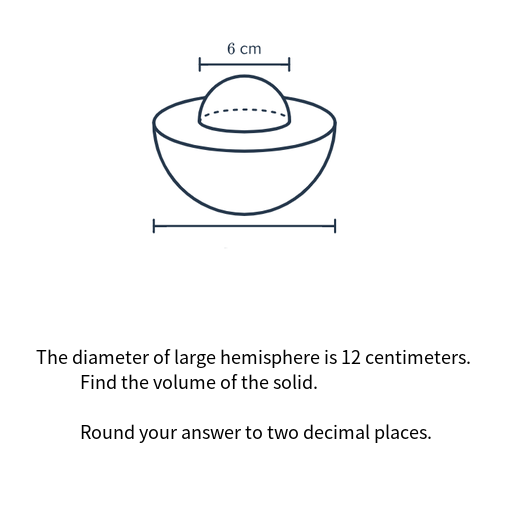 6 cm
The diameter of large hemisphere is 12 centimeters.
Find the volume of the solid.
Round your answer to two decimal places.